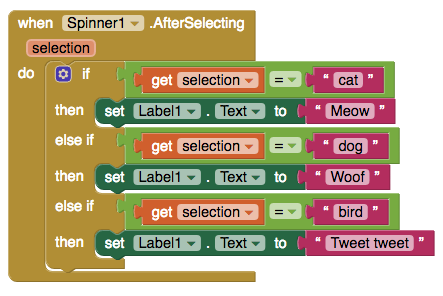 when Spinner1 .AfterSelecting
selection
do if get selection = " cat "
then set Label1 . Text to " Meow "
else if get selection = " dog "
then set Label1 . Text to " Woof "
else if get selection = " bird "
then set Label1 . Text to " Tweet tweet "